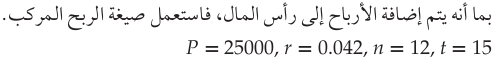 بما أنه يتم إضافة الأرباح إلى رأس المال، فاستعمل صيغة الربح المركب.
P = 25000, r = 0.042, n = 12, t = 15